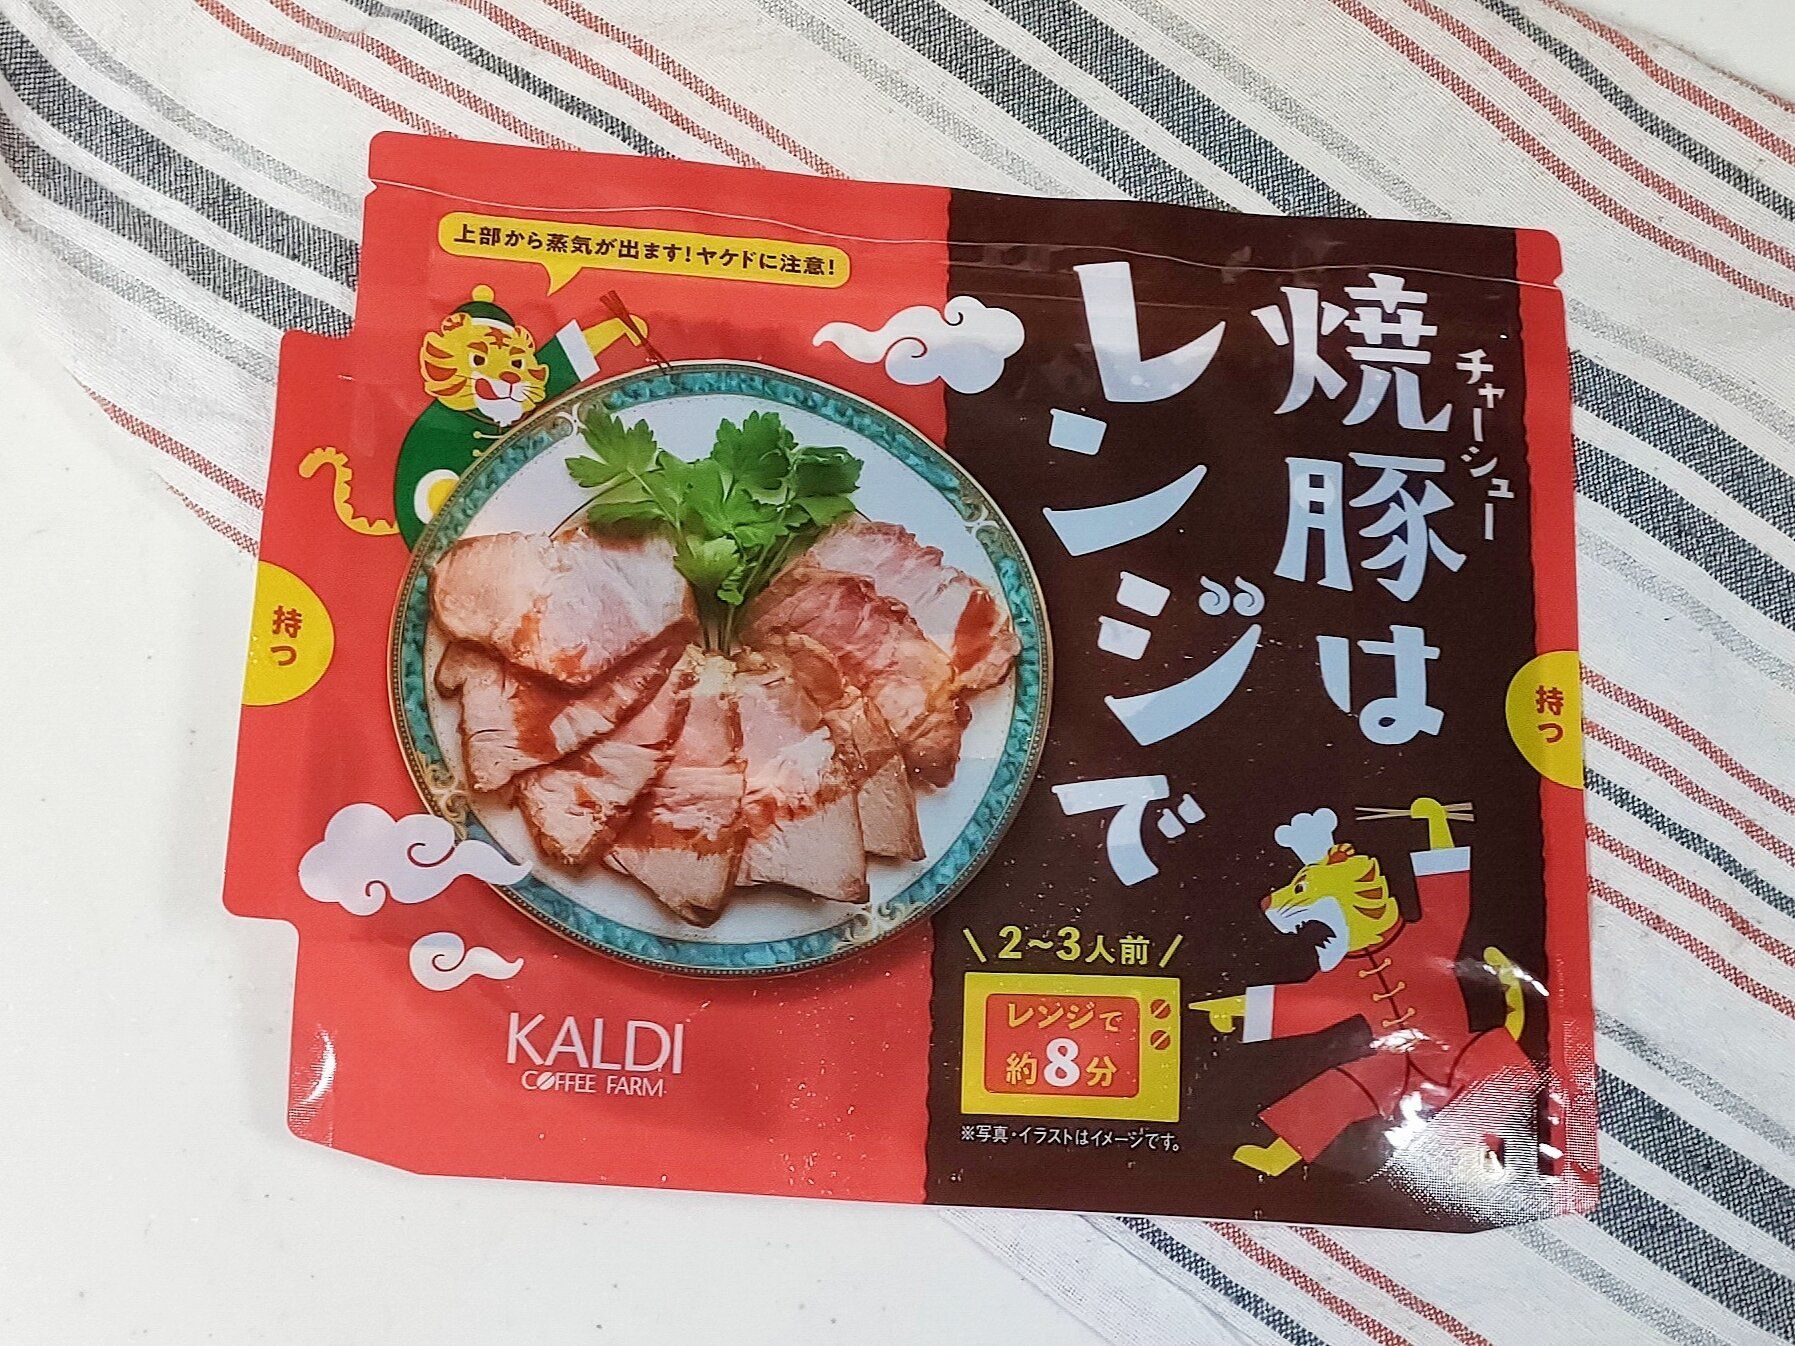 上部から蒸気が出ます!ヤケドに注意!
焼豚は
チャーシュー
レンジで
持つ
持つ
\2~3人前/
レンジで
約8分
※写真・イラストはイメージです。
KALDI
COFFEE FARM